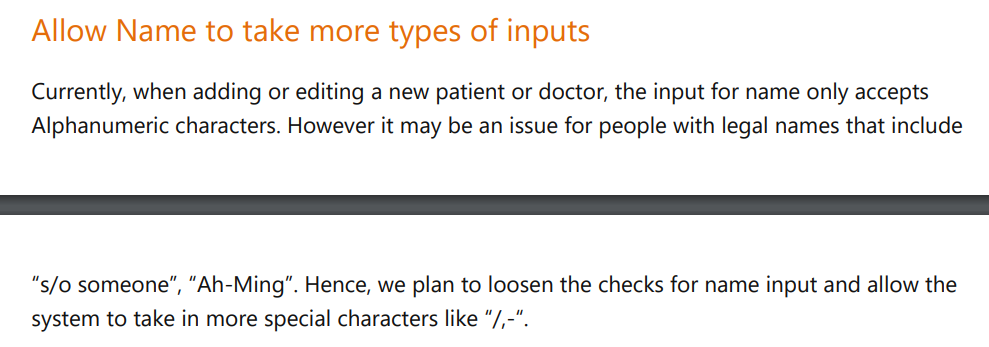 Allow Name to take more types of inputs
Currently, when adding or editing a new patient or doctor, the input for name only accepts
Alphanumeric characters. However it may be an issue for people with legal names that include
“s/o someone”, “Ah-Ming”. Hence, we plan to loosen the checks for name input and allow the
system to take in more special characters like “/,-“.